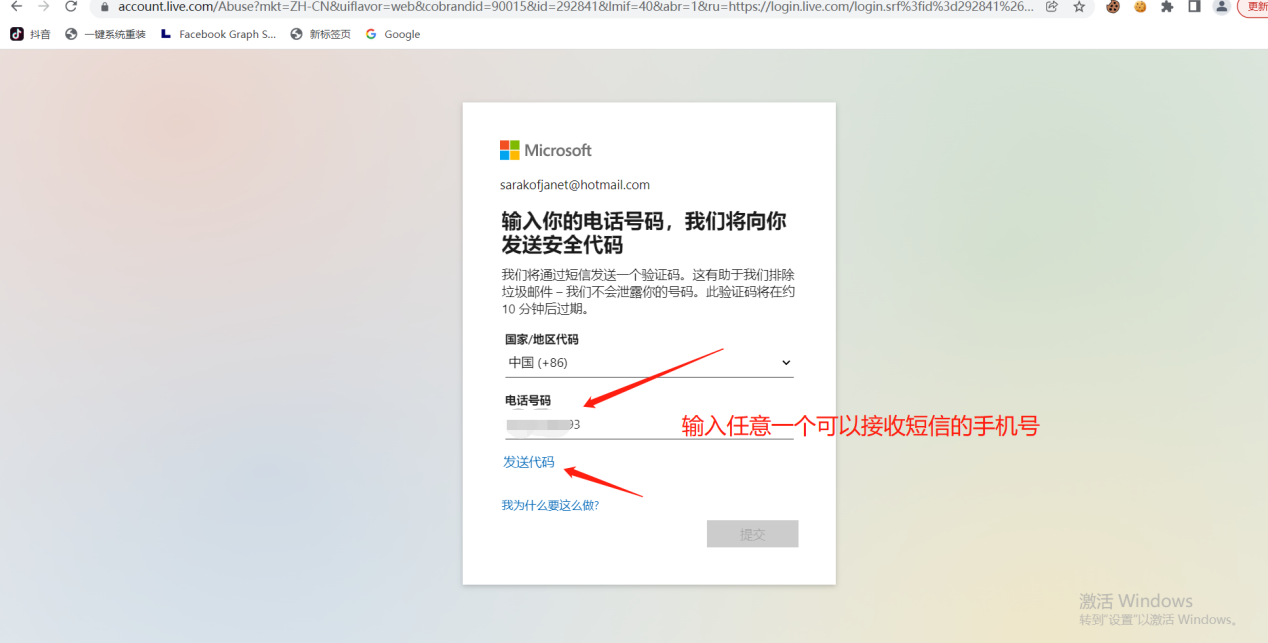 account.live.com/Abuse?mkt=ZH-CN&uiflavor=web&cobrandid=90015&id=292841&lmif=40&abr=1&ru=https://login.live.com/login.srf%3fid%3d292841%26...
更新
抖音 一键系统重装 Facebook Graph S... 新标签页 Google
Microsoft
sarakofjanet@hotmail.com
输入你的电话号码，我们将向你
发送安全代码
我们将通过短信发送一个验证码。这有助于我们排除
垃圾邮件 – 我们不会泄露你的号码。此验证码将在约
10 分钟后过期。
国家/地区代码
中国 (+86)
电话号码
93
输入任意一个可以接收短信的手机号
发送代码
我为什么要这么做?
提交
激活 Windows
转到"设置"以激活 Windows。